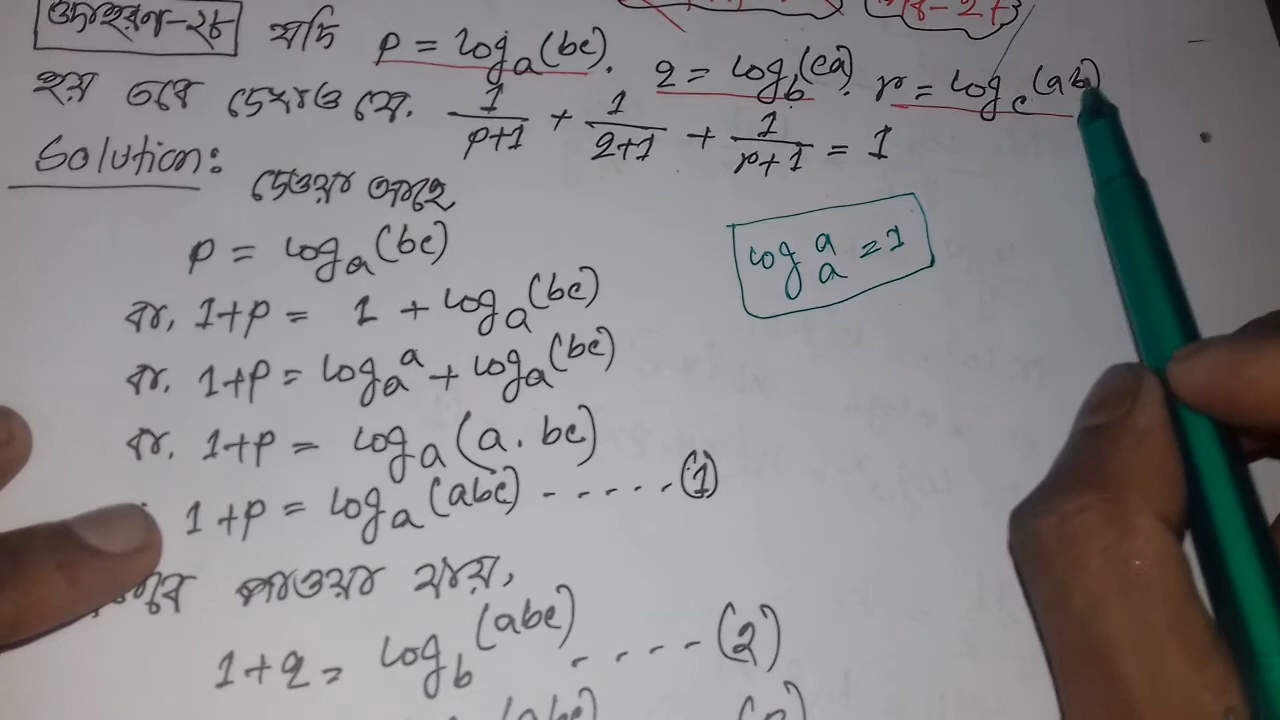 উদাহরণ-২৮ যদি p = log_a(bc). q = log_b(ca). r = log_c(ab)
হয় তবে দেখাও যে. 1/(p+1) + 1/(q+1) + 1/(r+1) = 1
Solution:
দেওয়া আছে
p = log_a(bc)
log_a a = 1
বা, 1+p = 1 + log_a(bc)
বা, 1+p = log_a a + log_a(bc)
বা, 1+p = log_a(a.bc)
1+p = log_a(abc) - - - - - (1)
পাওয়া যায়,
1+q = log_b(abc) - - - - - (2)
(abc)